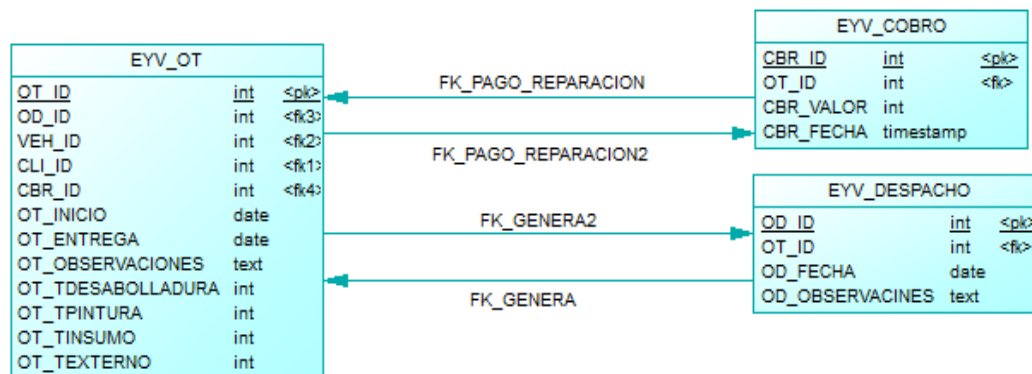 EYV_OT
OT_ID int <pk>
OD_ID int <fk3>
VEH_ID int <fk2>
CLI_ID int <fk1>
CBR_ID int <fk4>
OT_INICIO date
OT_ENTREGA date
OT_OBSERVACIONES text
OT_TDESABOLLADURA int
OT_TPINTURA int
OT_TINSUMO int
OT_TEXTERNO int
FK_PAGO_REPARACION
FK_PAGO_REPARACION2
FK_GENERA2
FK_GENERA
EYV_COBRO
CBR_ID int <pk>
OT_ID int <fk>
CBR_VALOR int
CBR_FECHA timestamp
EYV_DESPACHO
OD_ID int <pk>
OT_ID int <fk>
OD_FECHA date
OD_OBSERVACINES text